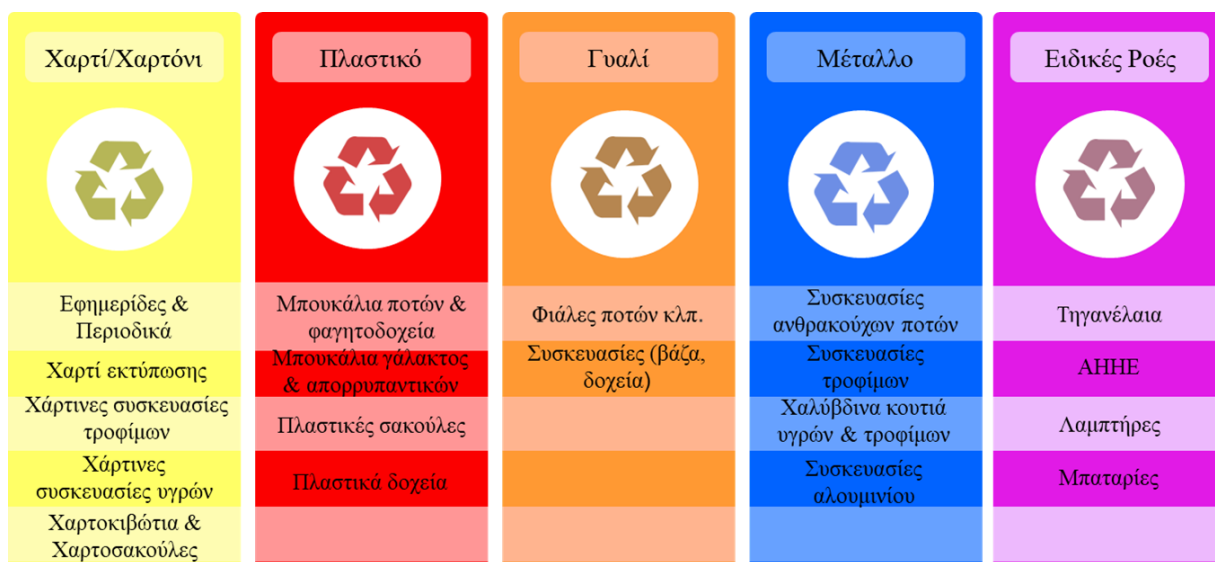 Χαρτί/Χαρτόνι
Εφημερίδες &
Περιοδικά
Χαρτί εκτύπωσης
Χάρτινες συσκευασίες
τροφίμων
Χάρτινες
συσκευασίες υγρών
Χαρτοκιβώτια &
Χαρτοσακούλες
Πλαστικό
Μπουκάλια ποτών &
φαγητοδοχεία
Μπουκάλια γάλακτος
& απορρυπαντικών
Πλαστικές σακούλες
Πλαστικά δοχεία
Γυαλί
Φιάλες ποτών κλπ.
Συσκευασίες (βάζα,
δοχεία)
Μέταλλο
Συσκευασίες
ανθρακούχων ποτών
Συσκευασίες
τροφίμων
Χαλύβδινα κουτιά
υγρών & τροφίμων
Συσκευασίες
αλουμινίου
Ειδικές Ροές
Τηγανέλαια
ΑΗΗΕ
Λαμπτήρες
Μπαταρίες